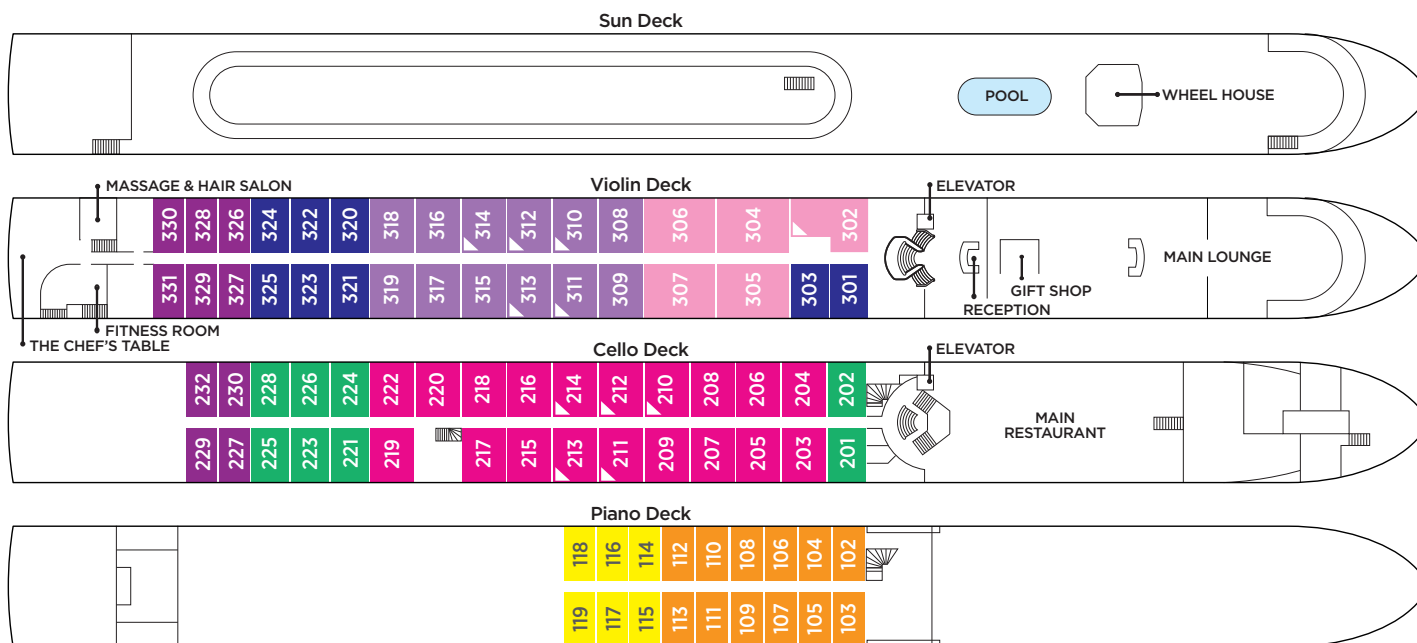 Sun Deck
POOL
WHEEL HOUSE
MASSAGE & HAIR SALON
Violin Deck
ELEVATOR
330 328 326 324 322 320 318 316 314 312 310 308 306 304 302
MAIN LOUNGE
331 329 327 325 323 321 319 317 315 313 311 309 307 305 303 301
GIFT SHOP
RECEPTION
FITNESS ROOM
THE CHEF'S TABLE
Cello Deck
ELEVATOR
232 230 228 226 224 222 220 218 216 214 212 210 208 206 204 202
MAIN
RESTAURANT
229 227 225 223 221 219 217 215 213 211 209 207 205 203 201
Piano Deck
118 116 114 112 110 108 106 104 102
119 117 115 113 111 109 107 105 103